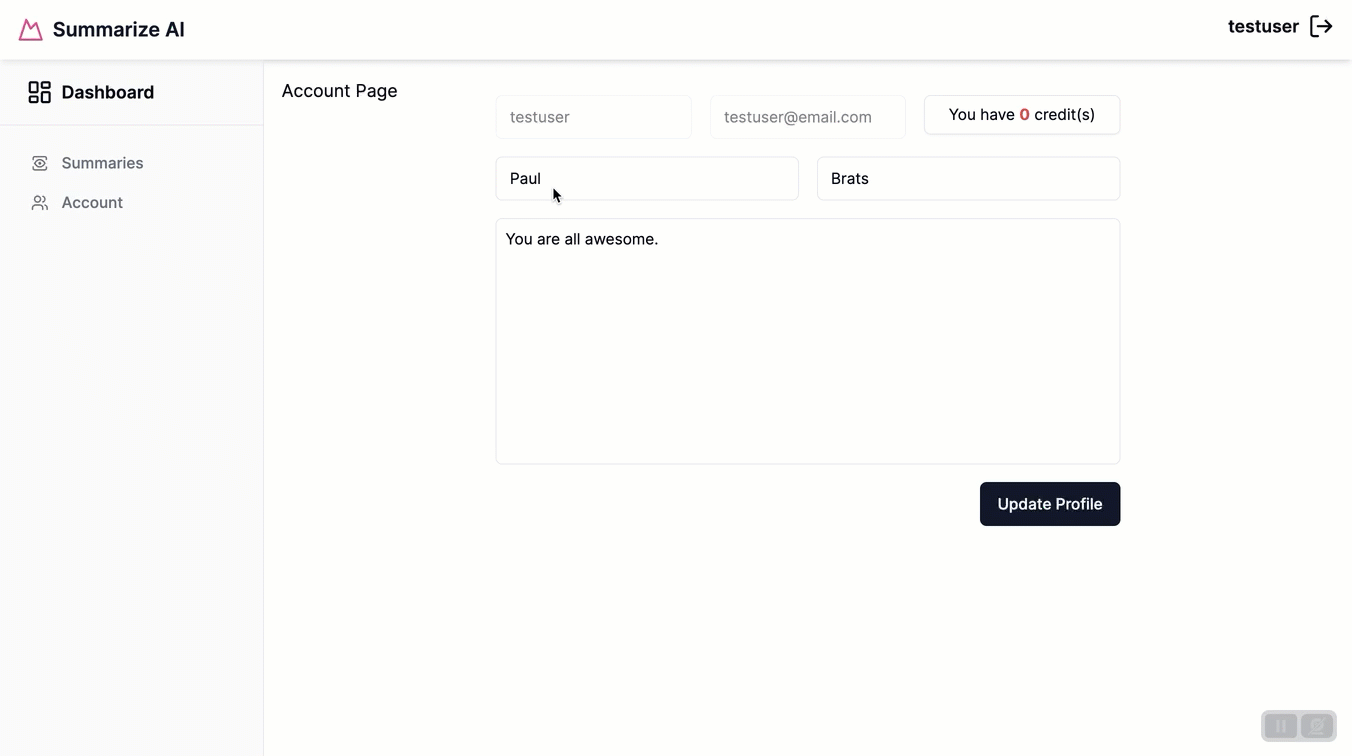 Summarize AI
testuser
Dashboard
Summaries
Account
Account Page
testuser
testuser@email.com
You have 0 credit(s)
Paul
Brats
You are all awesome.
Update Profile